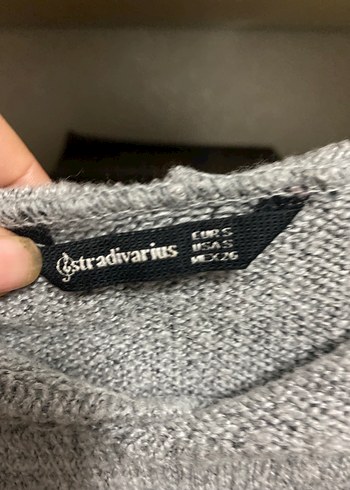 stradivarius
EUR S
USA S
MEX 26